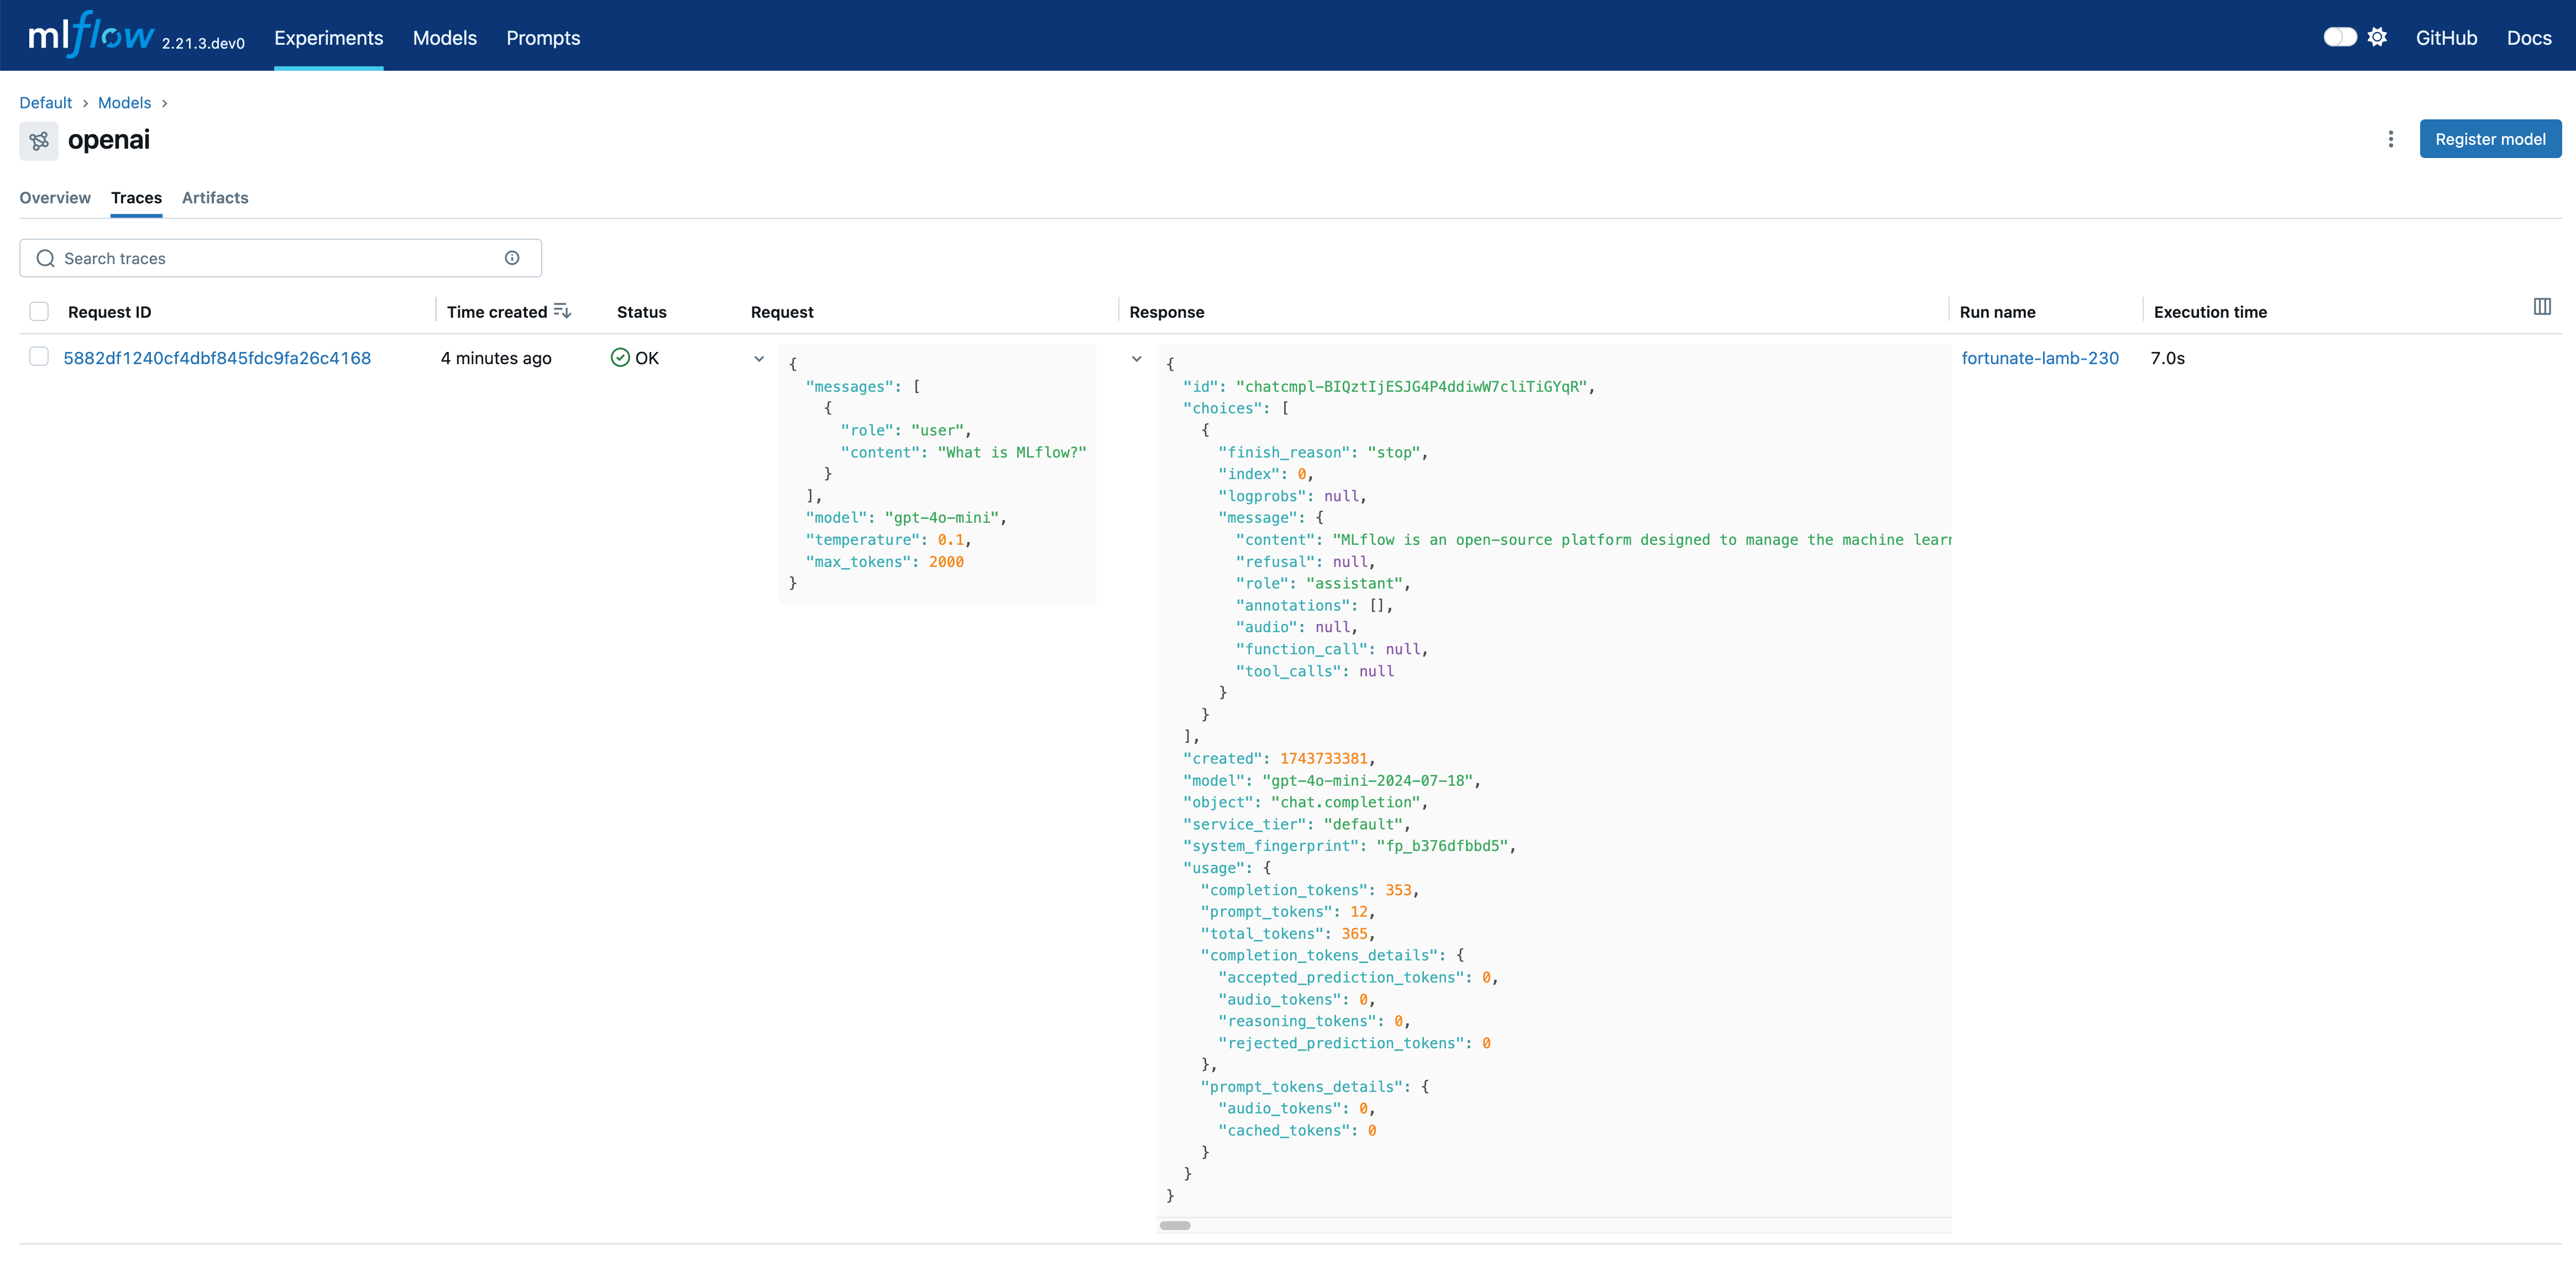 mlflow 2.21.3.dev0 Experiments Models Prompts GitHub Docs
Default > Models >
openai Register model
Overview Traces Artifacts
Search traces
Request ID Time created Status Request Response Run name Execution time
5882df1240cf4dbf845fdc9fa26c4168 4 minutes ago OK
{
"messages": [
{
"role": "user",
"content": "What is MLflow?"
}
],
"model": "gpt-4o-mini",
"temperature": 0.1,
"max_tokens": 2000
}
{
"id": "chatcmpl-BIQztIjESJG4P4ddiwW7cliTiGYqR",
"choices": [
{
"finish_reason": "stop",
"index": 0,
"logprobs": null,
"message": {
"content": "MLflow is an open-source platform designed to manage the machine lear
"refusal": null,
"role": "assistant",
"annotations": [],
"audio": null,
"function_call": null,
"tool_calls": null
}
}
],
"created": 1743733381,
"model": "gpt-4o-mini-2024-07-18",
"object": "chat.completion",
"service_tier": "default",
"system_fingerprint": "fp_b376dfbbd5",
"usage": {
"completion_tokens": 353,
"prompt_tokens": 12,
"total_tokens": 365,
"completion_tokens_details": {
"accepted_prediction_tokens": 0,
"audio_tokens": 0,
"reasoning_tokens": 0,
"rejected_prediction_tokens": 0
},
"prompt_tokens_details": {
"audio_tokens": 0,
"cached_tokens": 0
}
}
}
fortunate-lamb-230 7.0s